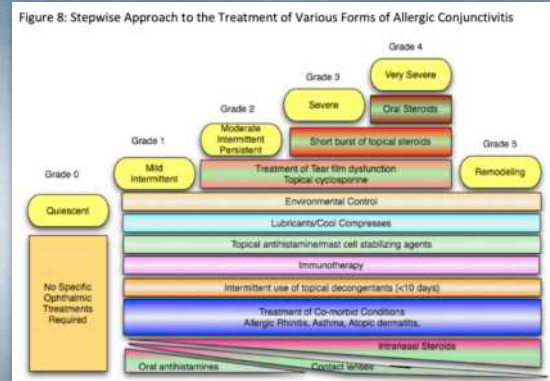 Figure 8: Stepwise Approach to the Treatment of Various Forms of Allergic Conjunctivitis
Grade 4
Very Severe
Grade 3
Severe
Oral Steroids
Grade 2
Moderate
Intermittent
Persistent
Short burst of topical steroids
Grade 1
Mild
Intermittent
Treatment of Tear film dysfunction
Topical cyclosporine
Grade 5
Remodeling
Grade 0
Quiescent
Environmental Control
Lubricants/Cool Compresses
Topical antihistamine/mast cell stabilizing agents
Immunotherapy
Intermittent use of topical decongentants (<10 days)
No Specific
Ophthalmic
Ttreatments
Required
Treatment of Co-morbid Conditions
Allergic Rhinitis, Asthma, Atopic dermatitis,
Intranasal Steroids
Oral antihistamines
Contact lenses